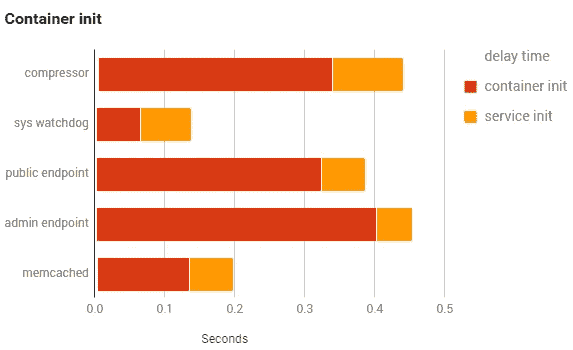 Container init
delay time
container init
service init
compressor
sys watchdog
public endpoint
admin endpoint
memcached
0.0 0.1 0.2 0.3 0.4 0.5
Seconds